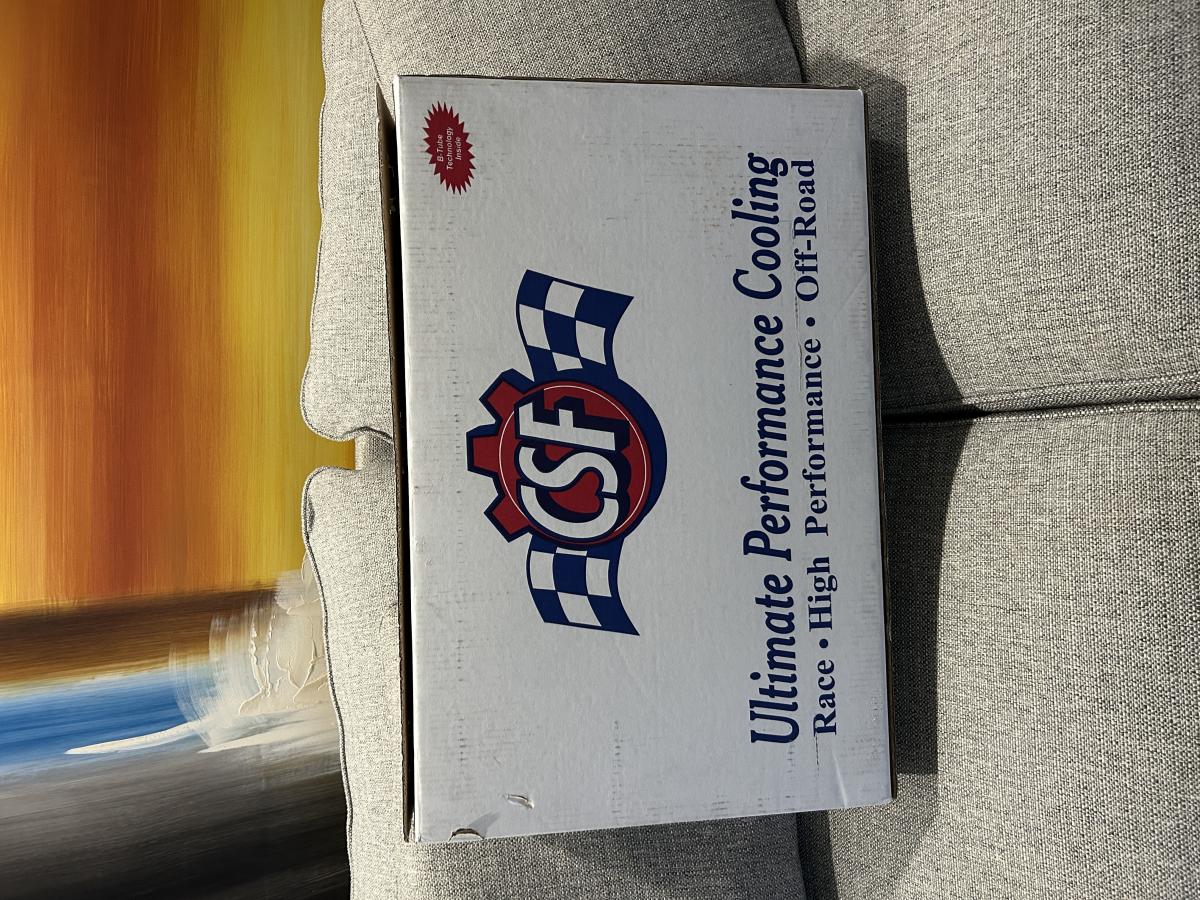 B-Tube
Technology
Inside
CSF
Ultimate Performance Cooling
Race • High Performance • Off-Road